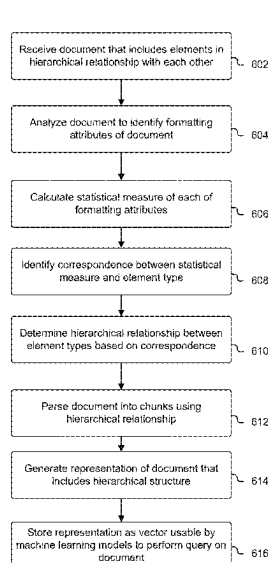 Receive document that includes elements in
hierarchical relationship with each other
602
Analyze document to identify formatting
attributes of document
604
Calculate statistical measure of each of
formatting attributes
606
Identify correspondence between statistical
measure and element type
608
Determine hierarchical relationship between
element types based on correspondence
610
Parse document into chunks using
hierarchical relationship
612
Generate representation of document that
includes hierarchical structure
614
Store representation as vector usable by
machine learning models to perform query on
document
616